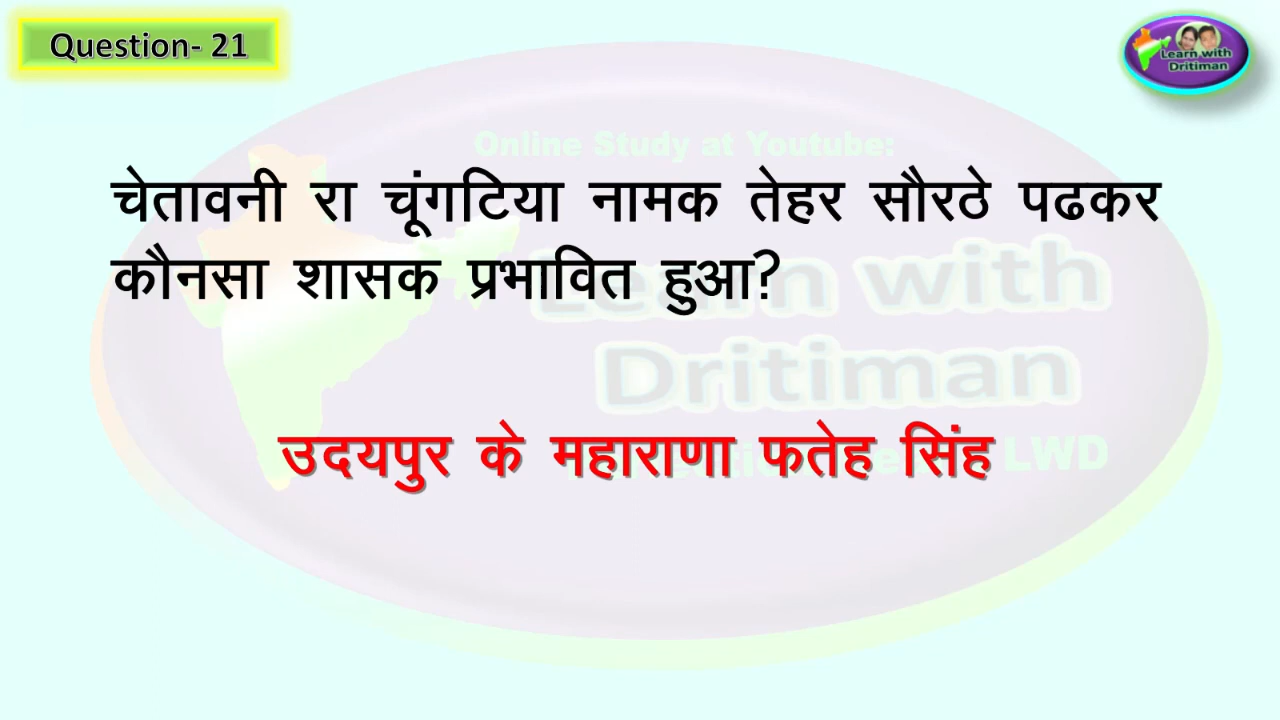 Question- 21
Learn with
Dritiman
Online Study at Youtube:
चेतावनी रा चूंगटिया नामक तेहर सौरठे पढकर
कौनसा शासक प्रभावित हुआ?
Learn with
Dritiman
उदयपुर के महाराणा फतेह सिंह
LWD